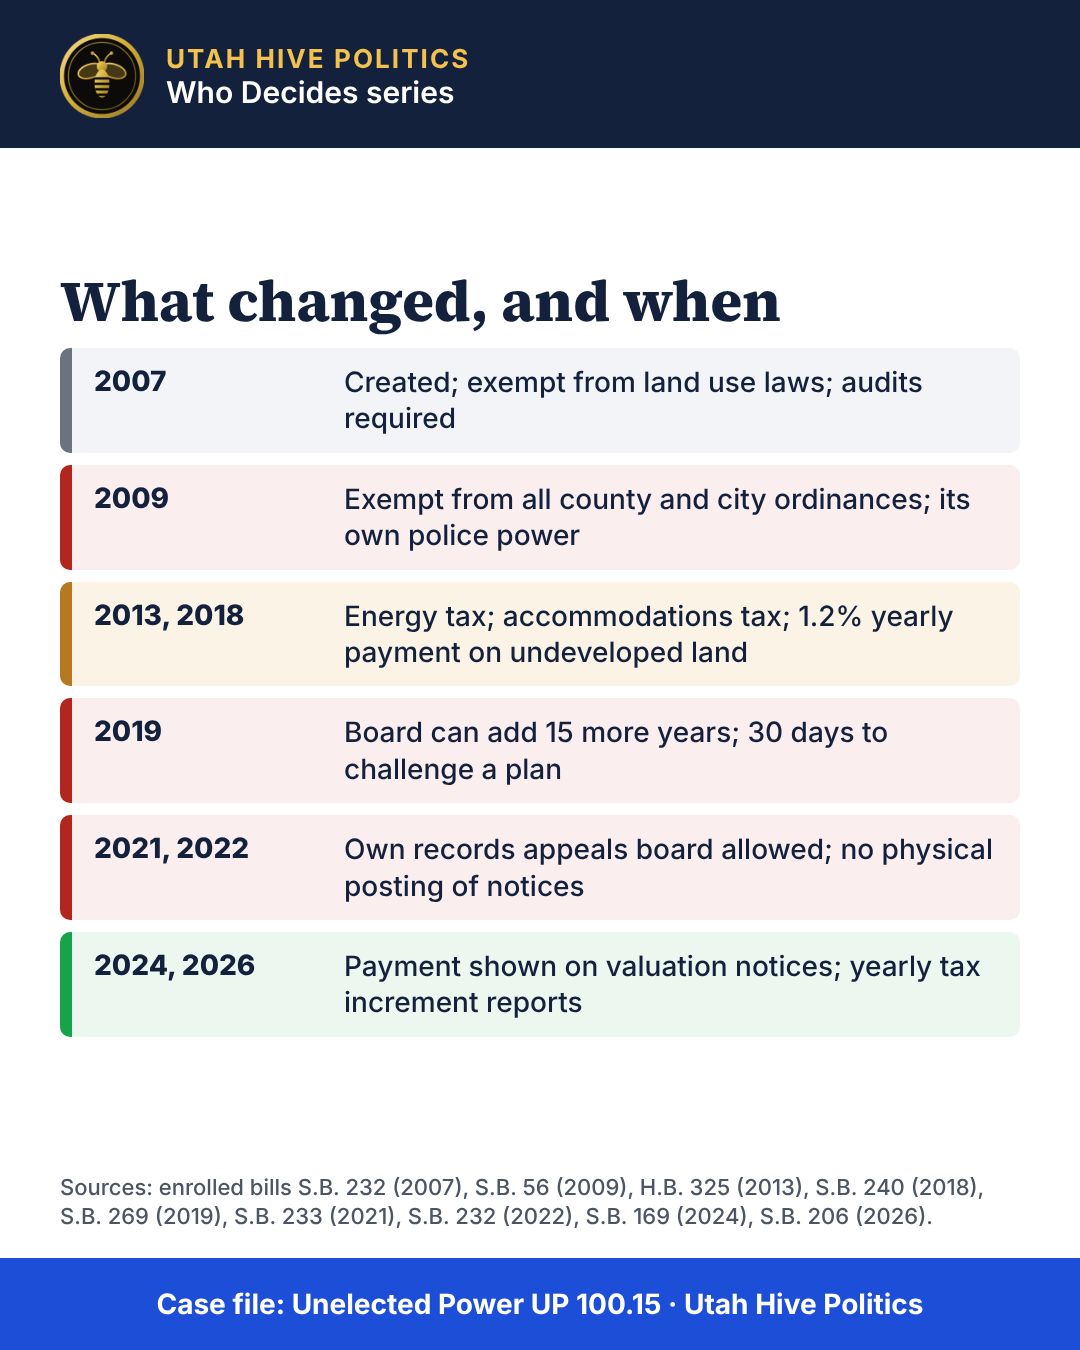 UTAH HIVE POLITICS
Who Decides series
What changed, and when
2007
Created; exempt from land use laws; audits
required
2009
Exempt from all county and city ordinances; its
own police power
2013, 2018
Energy tax; accommodations tax; 1.2% yearly
payment on undeveloped land
2019
Board can add 15 more years; 30 days to
challenge a plan
2021, 2022
Own records appeals board allowed; no physical
posting of notices
2024, 2026
Payment shown on valuation notices; yearly tax
increment reports
Sources: enrolled bills S.B. 232 (2007), S.B. 56 (2009), H.B. 325 (2013), S.B. 240 (2018),
S.B. 269 (2019), S.B. 233 (2021), S.B. 232 (2022), S.B. 169 (2024), S.B. 206 (2026).
Case file: Unelected Power UP 100.15 · Utah Hive Politics